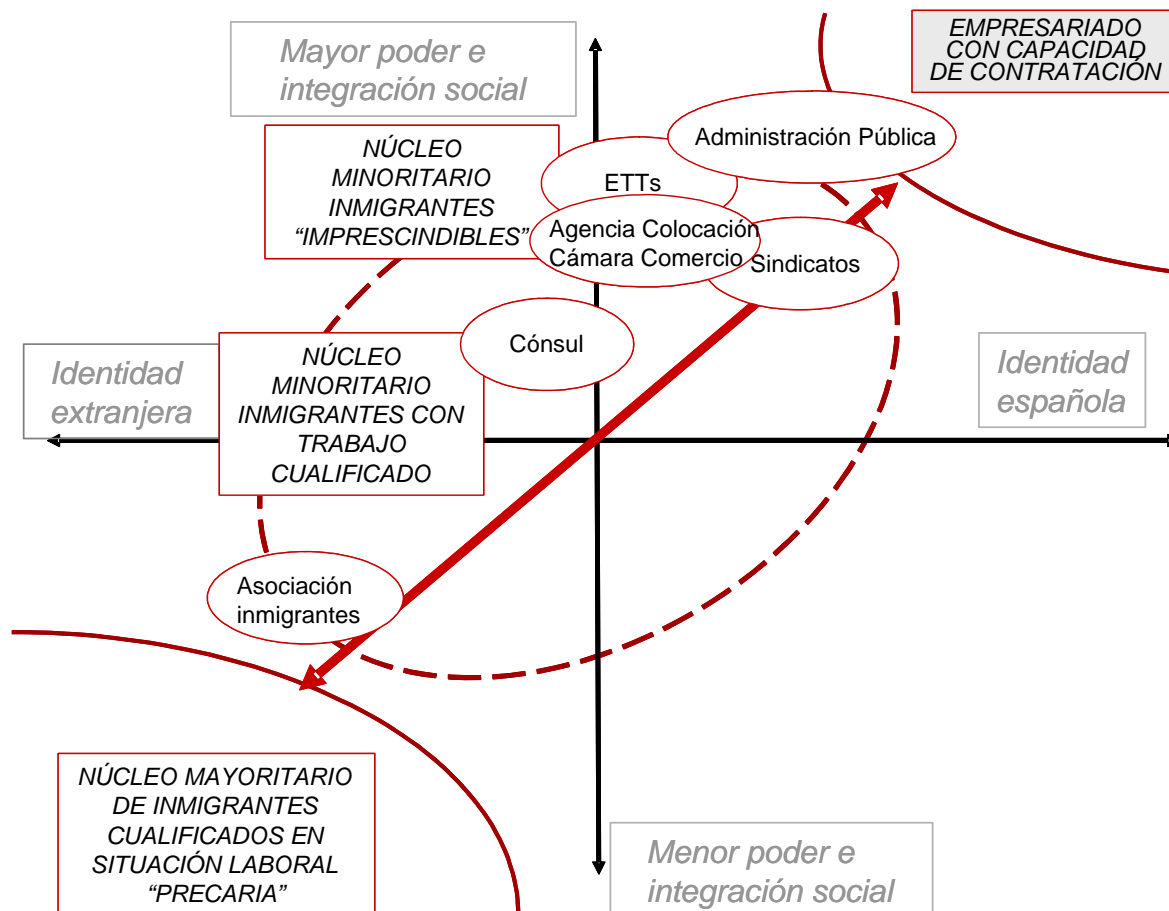 Mayor poder e
integración social
EMPRESARIADO
CON CAPACIDAD
DE CONTRATACIÓN
Administración Pública
NÚCLEO
MINORITARIO
INMIGRANTES
“IMPRESCINDIBLES”
ETTs
Agencia Colocación
Cámara Comercio
Sindicatos
Cónsul
Identidad
extranjera
NÚCLEO
MINORITARIO
INMIGRANTES CON
TRABAJO
CUALIFICADO
Identidad
española
Asociación
inmigrantes
NÚCLEO MAYORITARIO
DE INMIGRANTES
CUALIFICADOS EN
SITUACIÓN LABORAL
“PRECARIA”
Menor poder e
integración social